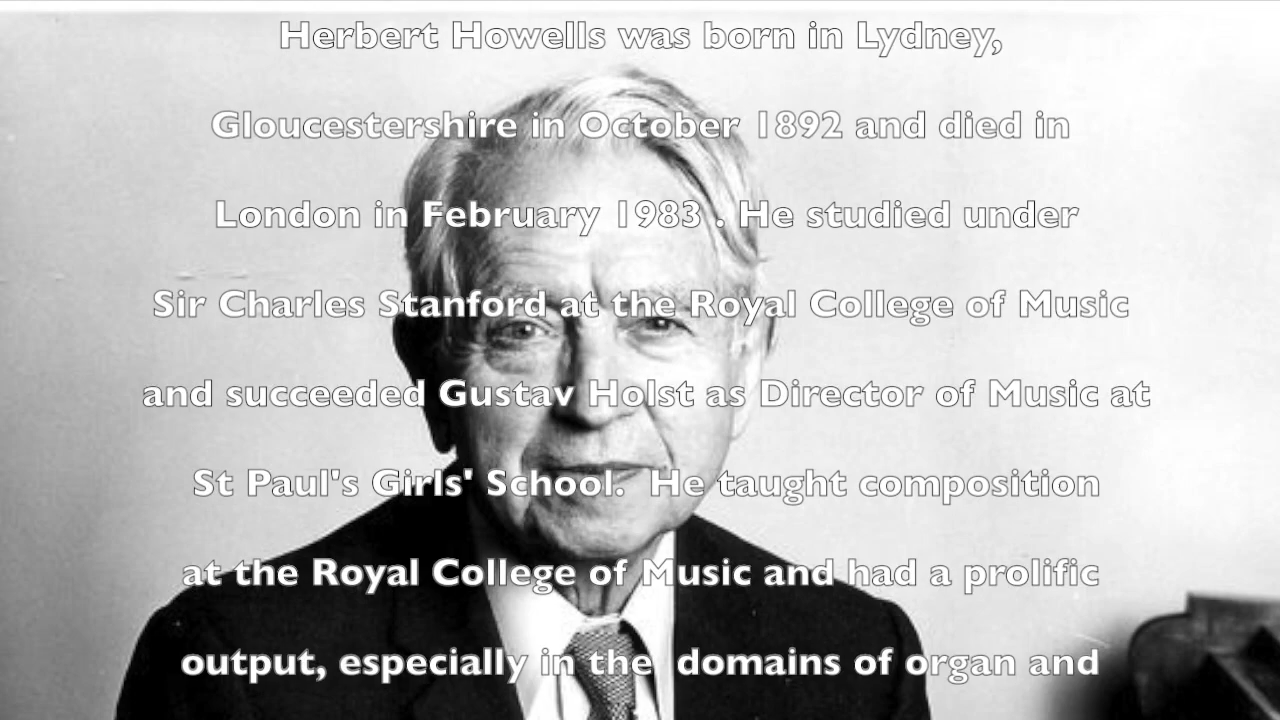 Herbert Howells was born in Lydney,
Gloucestershire in October 1892 and died in
London in February 1983 . He studied under
Sir Charles Stanford at the Royal College of Music
and succeeded Gustav Holst as Director of Music at
St Paul's Girls' School.  He taught composition
at the Royal College of Music and had a prolific
output, especially in the  domains of organ and